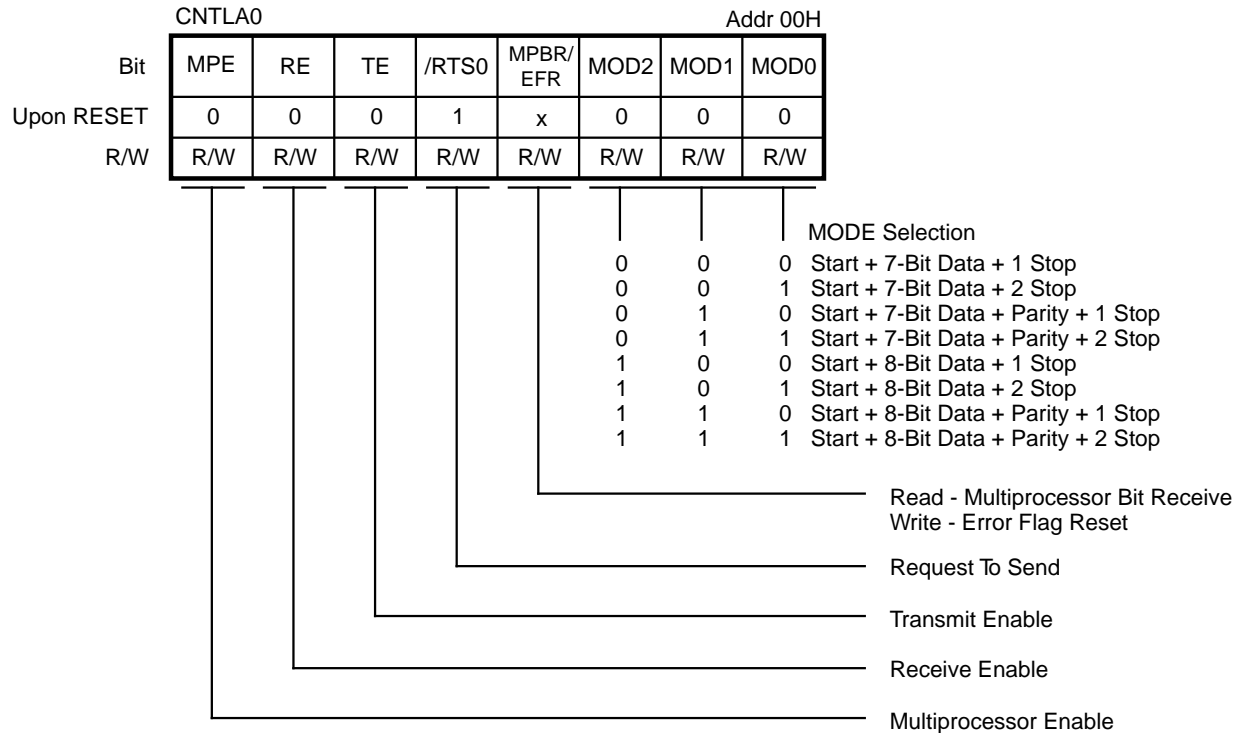 CNTLA0 Addr 00H
Bit MPE RE TE /RTS0 MPBR/EFR MOD2 MOD1 MOD0
Upon RESET 0 0 0 1 x 0 0 0
R/W R/W R/W R/W R/W R/W R/W R/W R/W
MODE Selection
0 0 0 Start + 7-Bit Data + 1 Stop
0 0 1 Start + 7-Bit Data + 2 Stop
0 1 0 Start + 7-Bit Data + Parity + 1 Stop
0 1 1 Start + 7-Bit Data + Parity + 2 Stop
1 0 0 Start + 8-Bit Data + 1 Stop
1 0 1 Start + 8-Bit Data + 2 Stop
1 1 0 Start + 8-Bit Data + Parity + 1 Stop
1 1 1 Start + 8-Bit Data + Parity + 2 Stop
Read - Multiprocessor Bit Receive
Write - Error Flag Reset
Request To Send
Transmit Enable
Receive Enable
Multiprocessor Enable